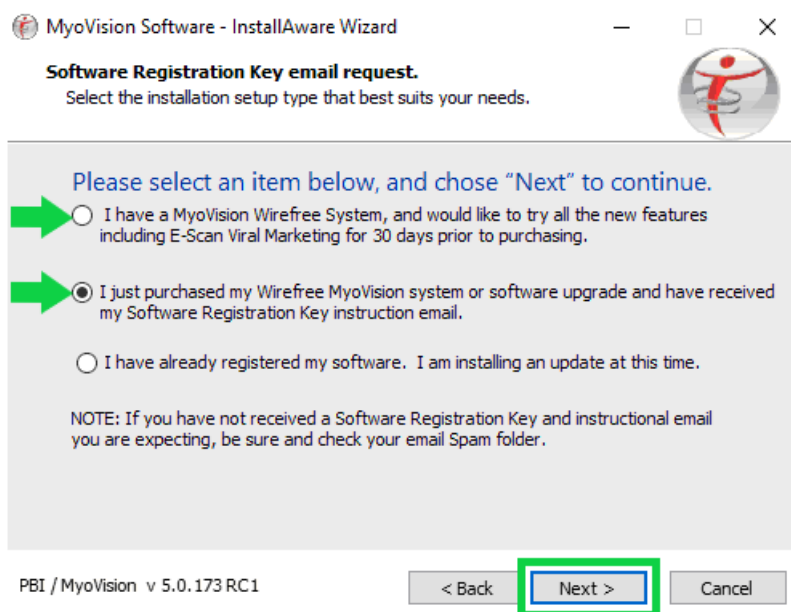 MyoVision Software - InstallAware Wizard
Software Registration Key email request.
Select the installation setup type that best suits your needs.
Please select an item below, and chose “Next” to continue.
I have a MyoVision Wirefree System, and would like to try all the new features
including E-Scan Viral Marketing for 30 days prior to purchasing.
I just purchased my Wirefree MyoVision system or software upgrade and have received
my Software Registration Key instruction email.
I have already registered my software. I am installing an update at this time.
NOTE: If you have not received a Software Registration Key and instructional email
you are expecting, be sure and check your email Spam folder.
PBI / MyoVision v 5.0.173 RC1
< Back
Next >
Cancel